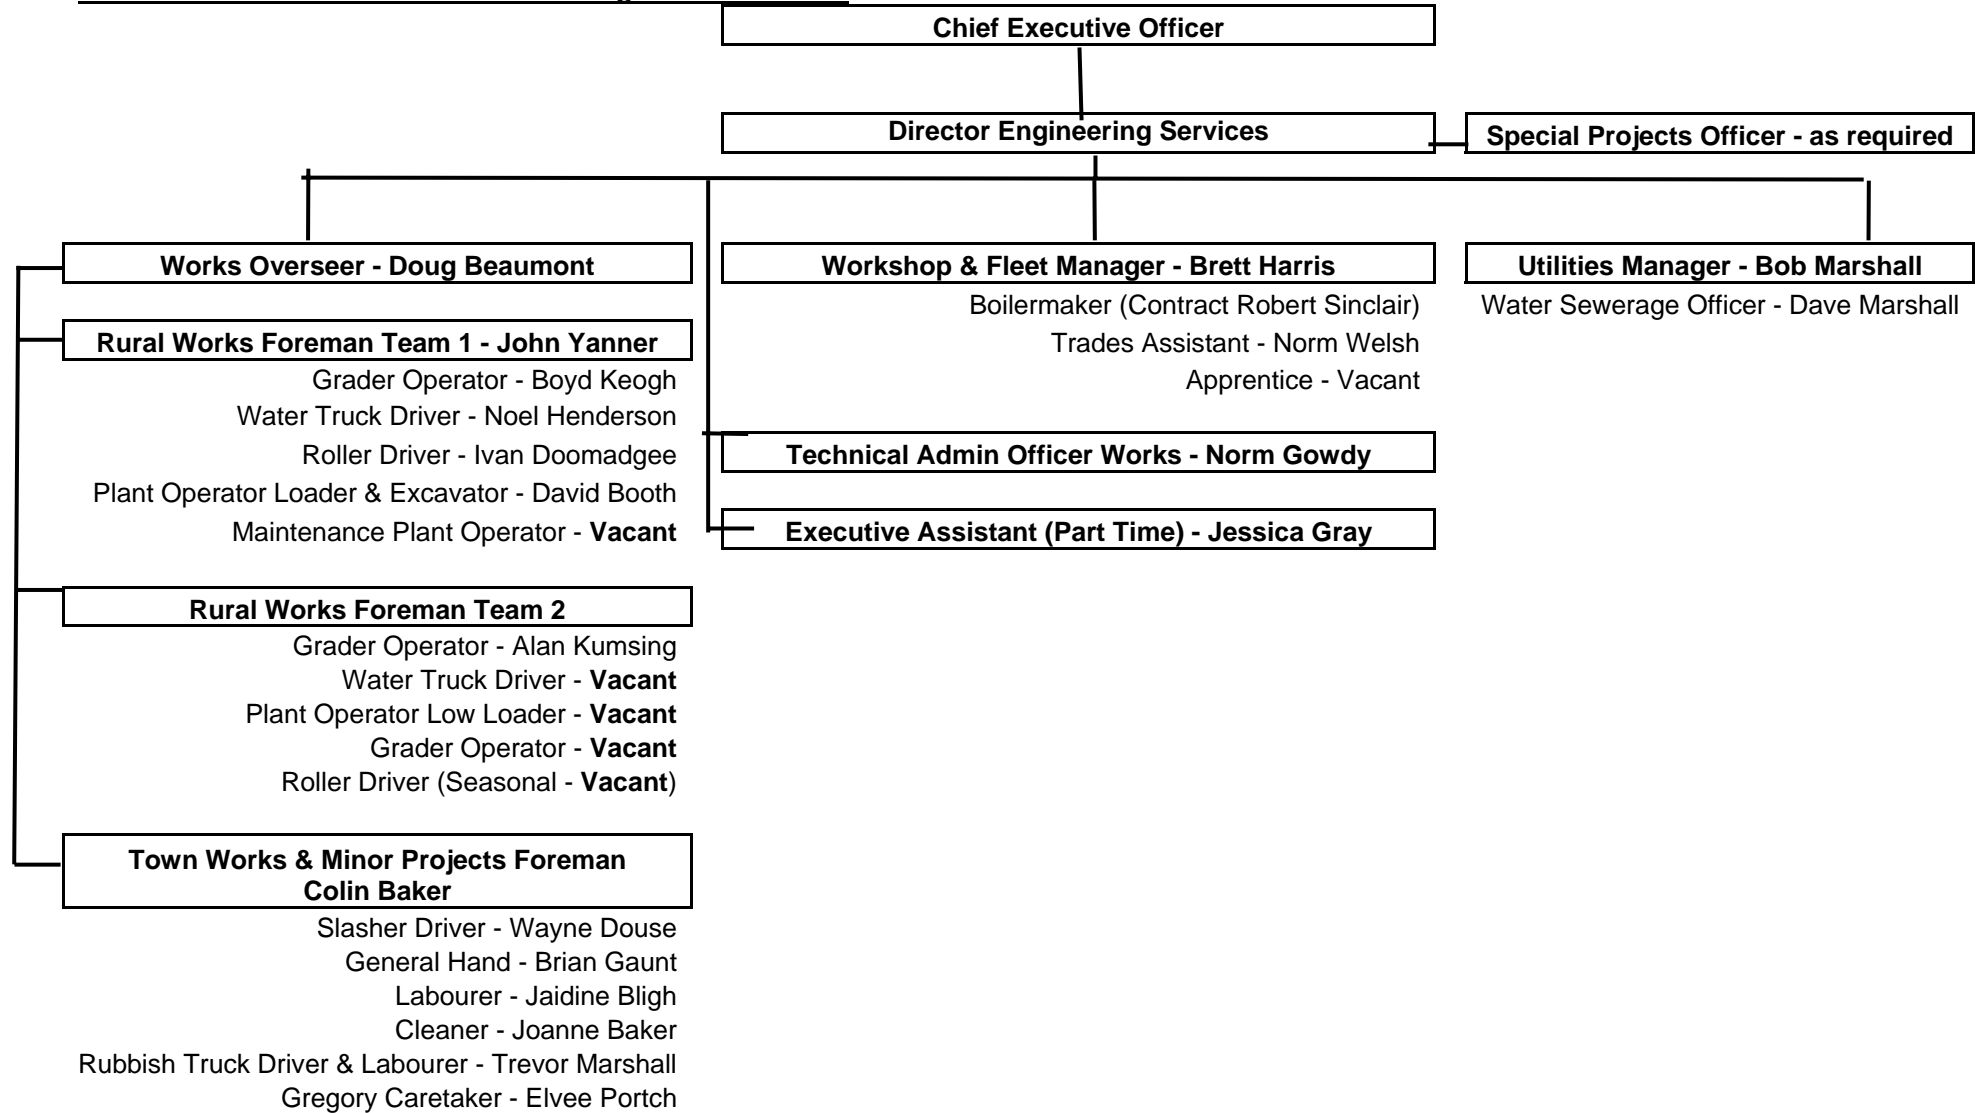 Chief Executive Officer
Director Engineering Services
Special Projects Officer - as required
Works Overseer - Doug Beaumont
Rural Works Foreman Team 1 - John Yanner
Grader Operator - Boyd Keogh
Water Truck Driver - Noel Henderson
Roller Driver - Ivan Doomadgee
Plant Operator Loader & Excavator - David Booth
Maintenance Plant Operator - Vacant
Rural Works Foreman Team 2
Grader Operator - Alan Kumsing
Water Truck Driver - Vacant
Plant Operator Low Loader - Vacant
Grader Operator - Vacant
Roller Driver (Seasonal - Vacant)
Town Works & Minor Projects Foreman
Colin Baker
Slasher Driver - Wayne Douse
General Hand - Brian Gaunt
Labourer - Jaidine Bligh
Cleaner - Joanne Baker
Rubbish Truck Driver & Labourer - Trevor Marshall
Gregory Caretaker - Elvee Portch
Workshop & Fleet Manager - Brett Harris
Boilermaker (Contract Robert Sinclair)
Trades Assistant - Norm Welsh
Apprentice - Vacant
Technical Admin Officer Works - Norm Gowdy
Executive Assistant (Part Time) - Jessica Gray
Utilities Manager - Bob Marshall
Water Sewerage Officer - Dave Marshall